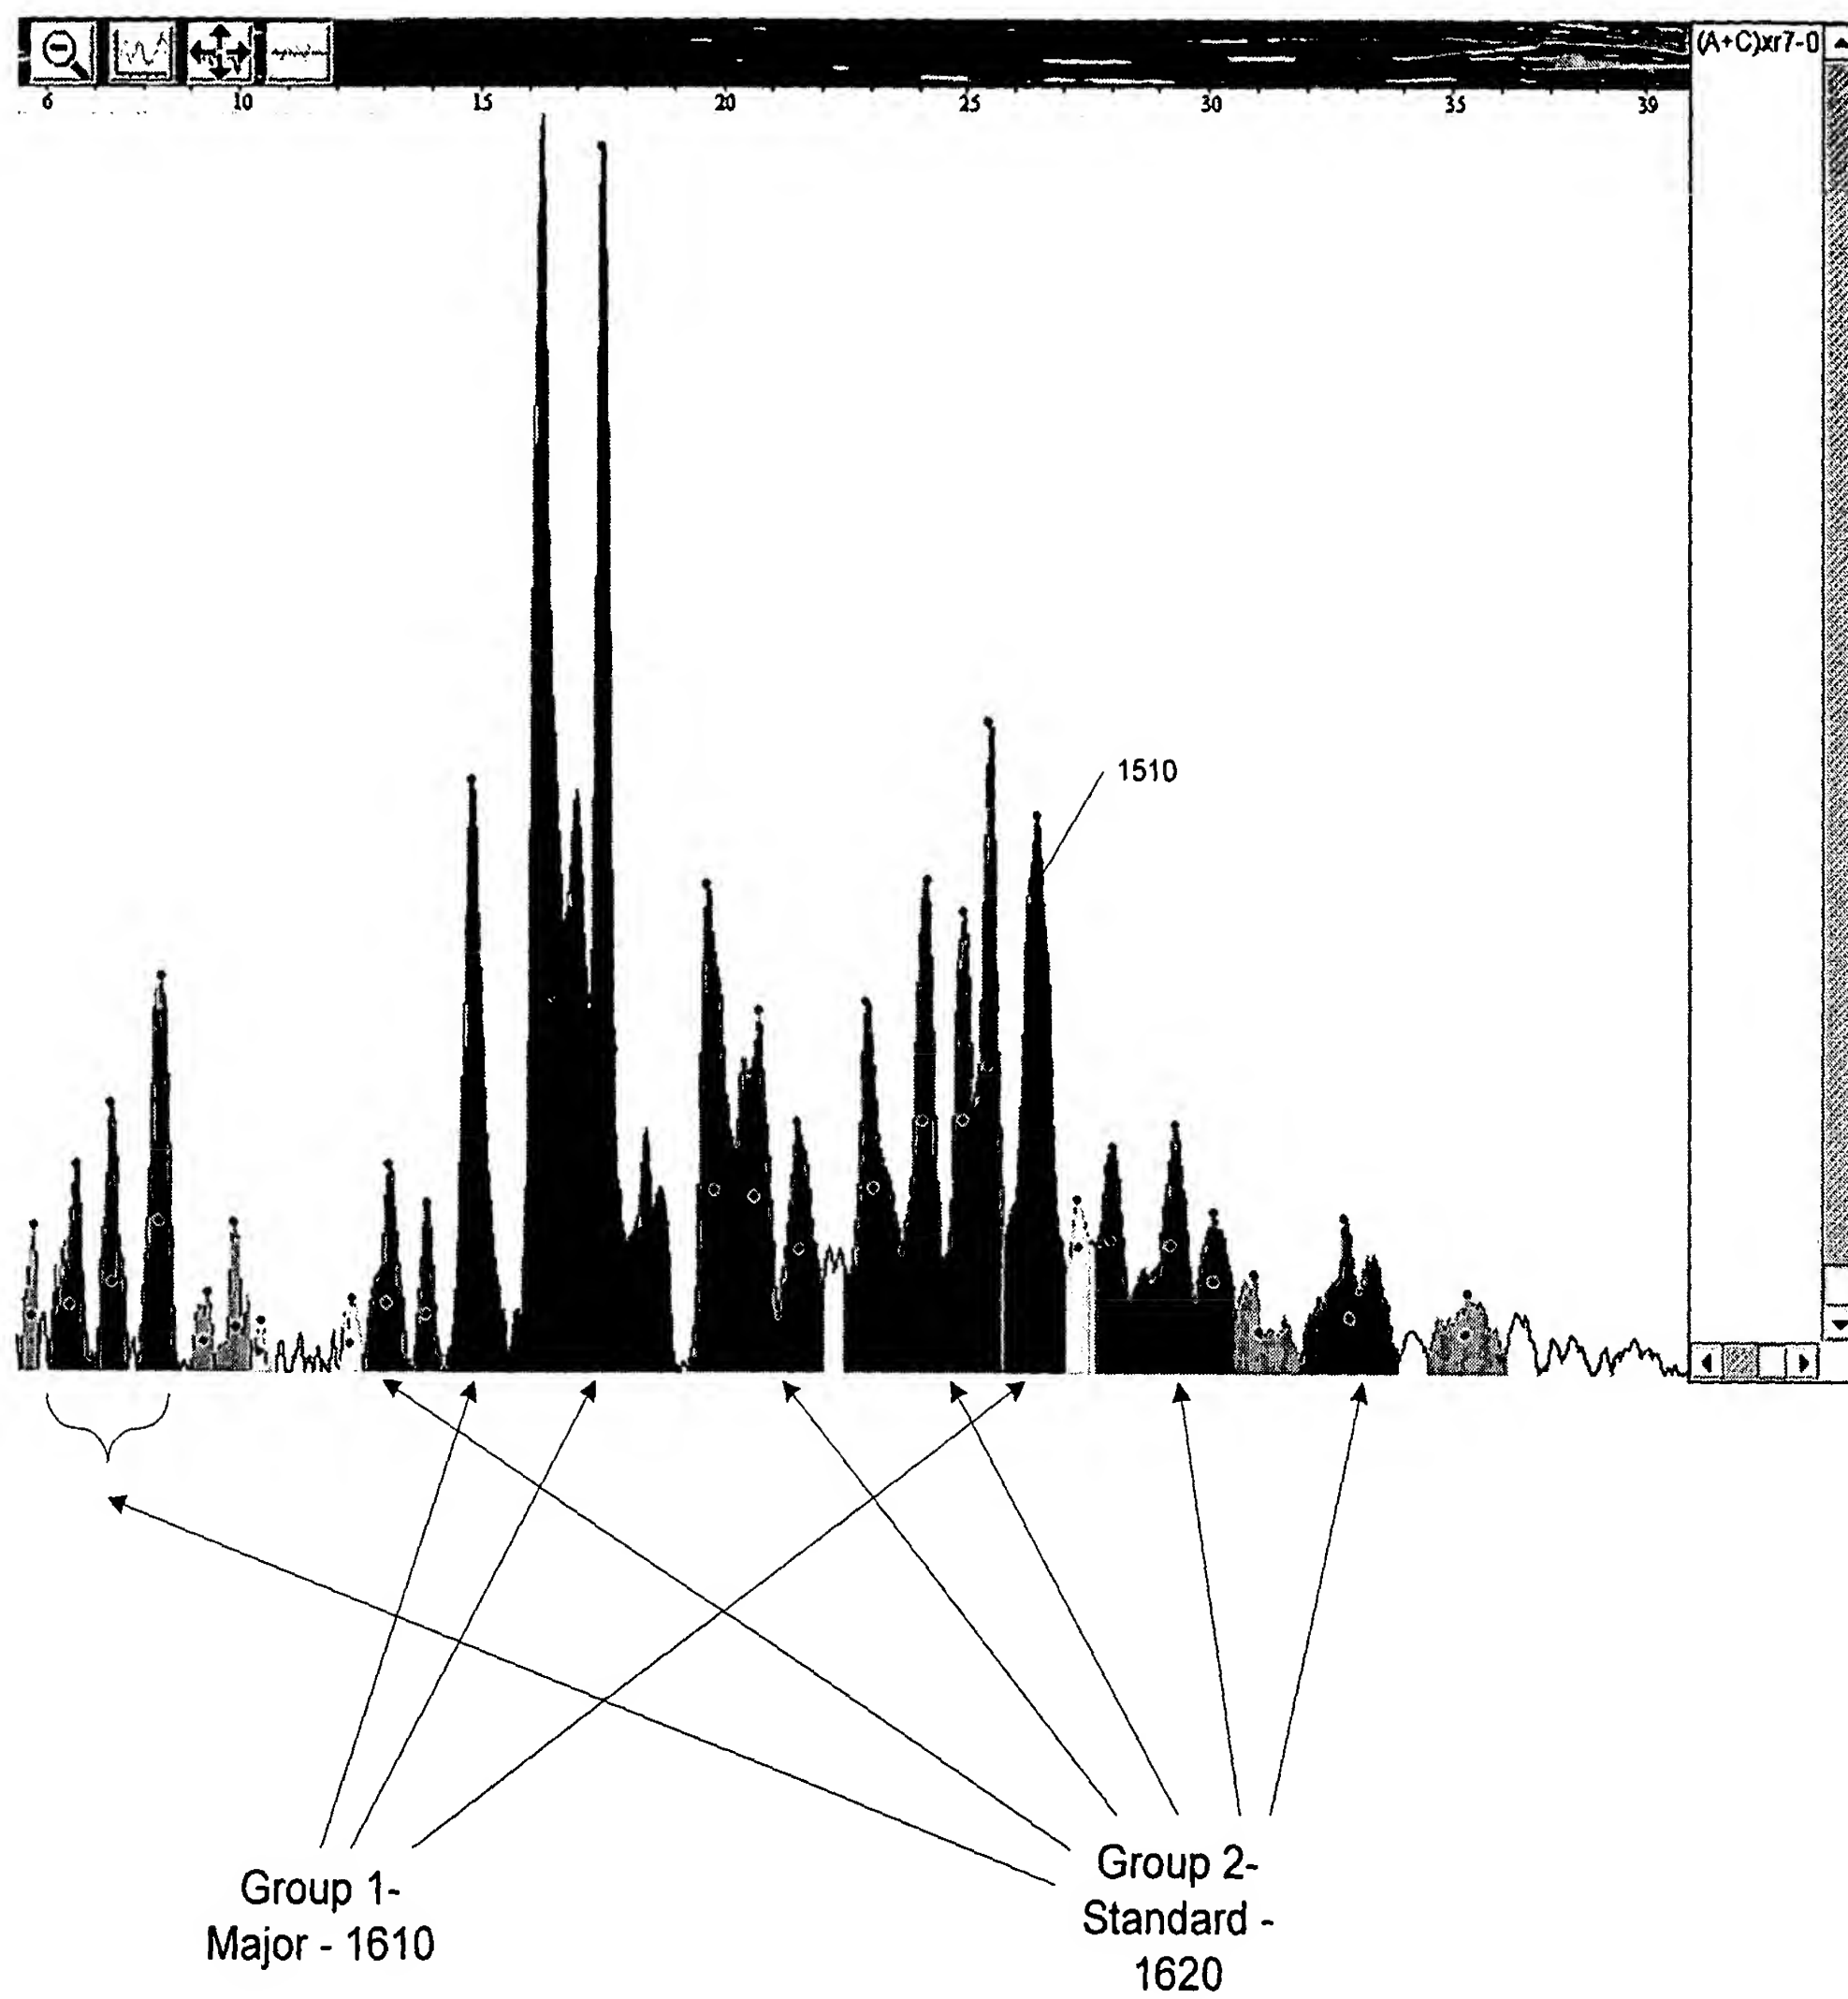 (A+C)xr7-0
6 10 15 20 25 30 35 39
1510
Group 1-
Major - 1610
Group 2-
Standard -
1620